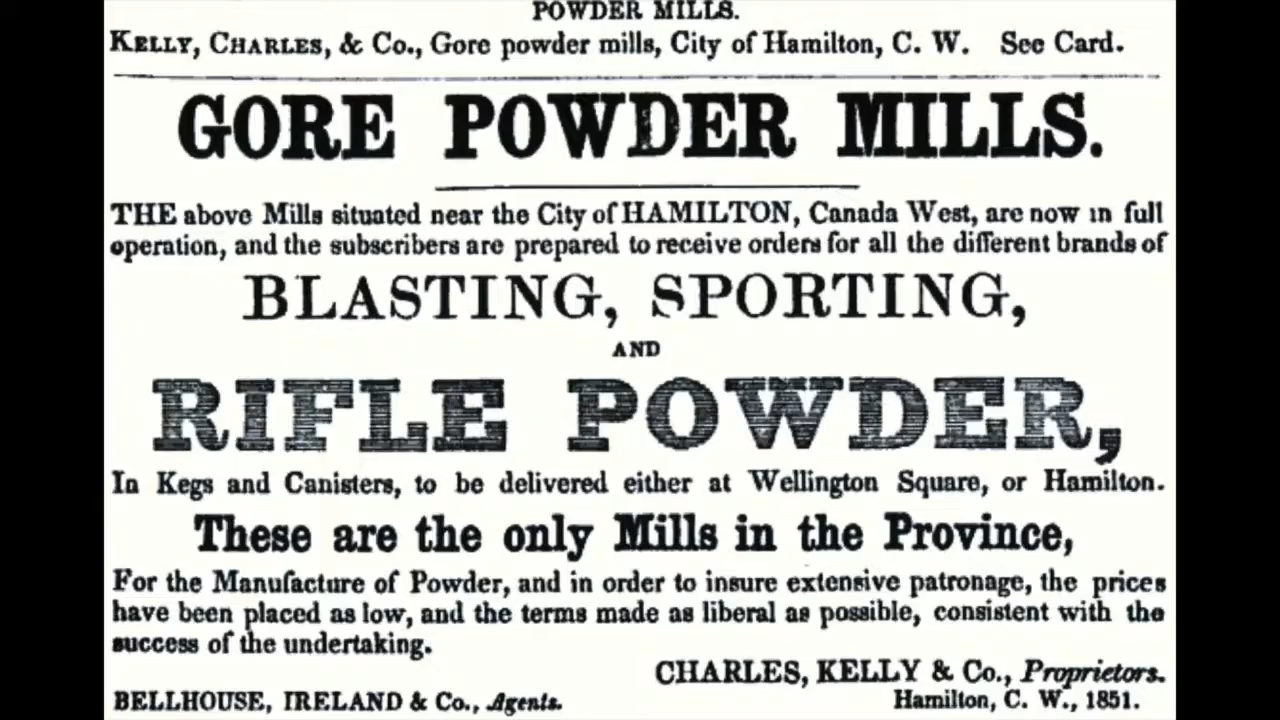 POWDER MILLS.
KELLY, CHARLES, & Co., Gore powder mills, City of Hamilton, C. W. See Card.
GORE POWDER MILLS.
THE above Mills situated near the City of HAMILTON, Canada West, are now in full
operation, and the subscribers are prepared to receive orders for all the different brands of
BLASTING, SPORTING,
AND
RIFLE POWDER,
In Kegs and Canisters, to be delivered either at Wellington Square, or Hamilton.
These are the only Mills in the Province,
For the Manufacture of Powder, and in order to insure extensive patronage, the prices
have been placed as low, and the terms made as liberal as possible, consistent with the
success of the undertaking.
CHARLES, KELLY & Co., Proprietors.
BELLHOUSE, IRELAND & Co., Agents.
Hamilton, C. W., 1851.